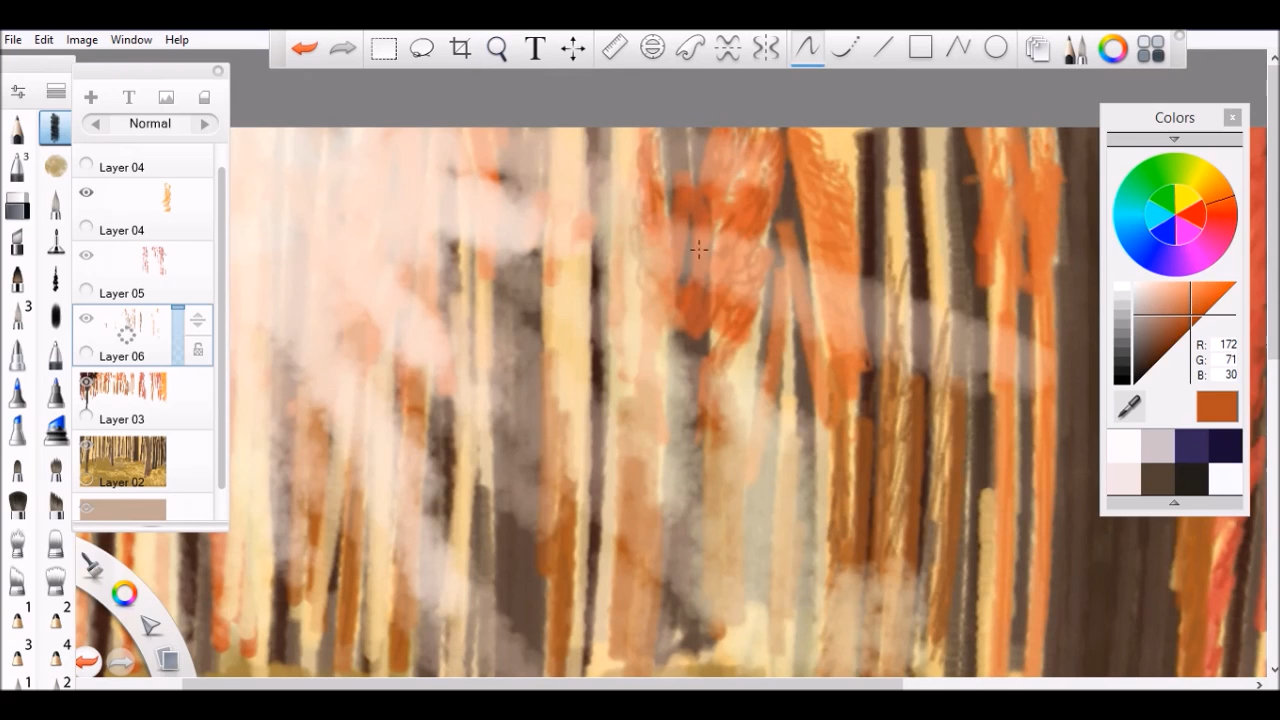 File Edit Image Window Help
T
T
Normal
Layer 04
Layer 04
Layer 05
Layer 06
Layer 03
Layer 02
3
3
1 2
3 4
1 2
Colors
x
R: 172
G: 71
B: 30